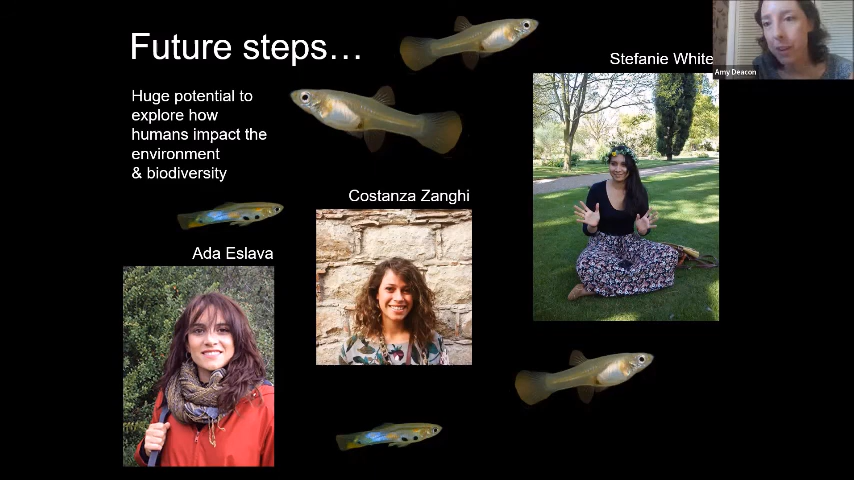 Future steps…
Huge potential to
explore how
humans impact the
environment
& biodiversity
Stefanie White
Amy Deacon
Costanza Zanghi
Ada Eslava